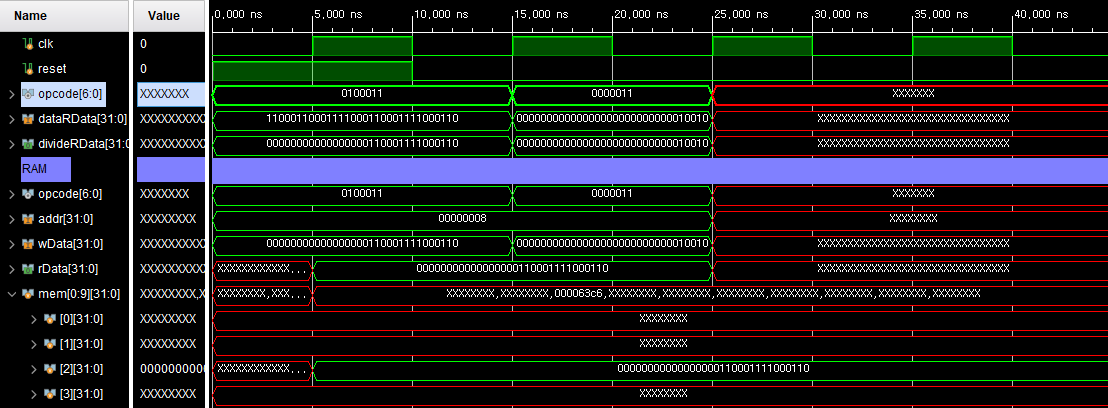 Name Value 0,000 ns 5,000 ns 10,000 ns 15,000 ns 20,000 ns 25,000 ns 30,000 ns 35,000 ns 40,000 ns
clk 0
reset 0
opcode[6:0] XXXXXXX 0100011 0000011 XXXXXXX
dataRData[31:0] XXXXXXXXXX 11000110001111000110001111000110 00000000000000000000000000010010 XXXXXXXXXXXXXXXXXXXXXXXXXXXXXXXX
divideRData[31:0 XXXXXXXXXX 00000000000000000110001111000110 00000000000000000000000000010010 XXXXXXXXXXXXXXXXXXXXXXXXXXXXXXXX
RAM
opcode[6:0] XXXXXXX 0100011 0000011 XXXXXXX
addr[31:0] XXXXXXXX 00000008 XXXXXXXX
wData[31:0] XXXXXXXXXX 00000000000000000110001111000110 00000000000000000000000000010010 XXXXXXXXXXXXXXXXXXXXXXXXXXXXXXXX
rData[31:0] XXXXXXXXXX XXXXXXXXXXXX... 00000000000000000110001111000110 XXXXXXXXXXXXXXXXXXXXXXXXXXXXXXXX
mem[0:9][31:0] XXXXXXXX,X XXXXXXXX,XXX... XXXXXXXX,XXXXXXXX,000063c6,XXXXXXXX,XXXXXXXX,XXXXXXXX,XXXXXXXX,XXXXXXXX,XXXXXXXX,XXXXXXXX
[0][31:0] XXXXXXXX XXXXXXXX
[1][31:0] XXXXXXXX XXXXXXXX
[2][31:0] 0000000000 XXXXXXXXXXXX... 00000000000000000110001111000110
[3][31:0] XXXXXXXX XXXXXXXX